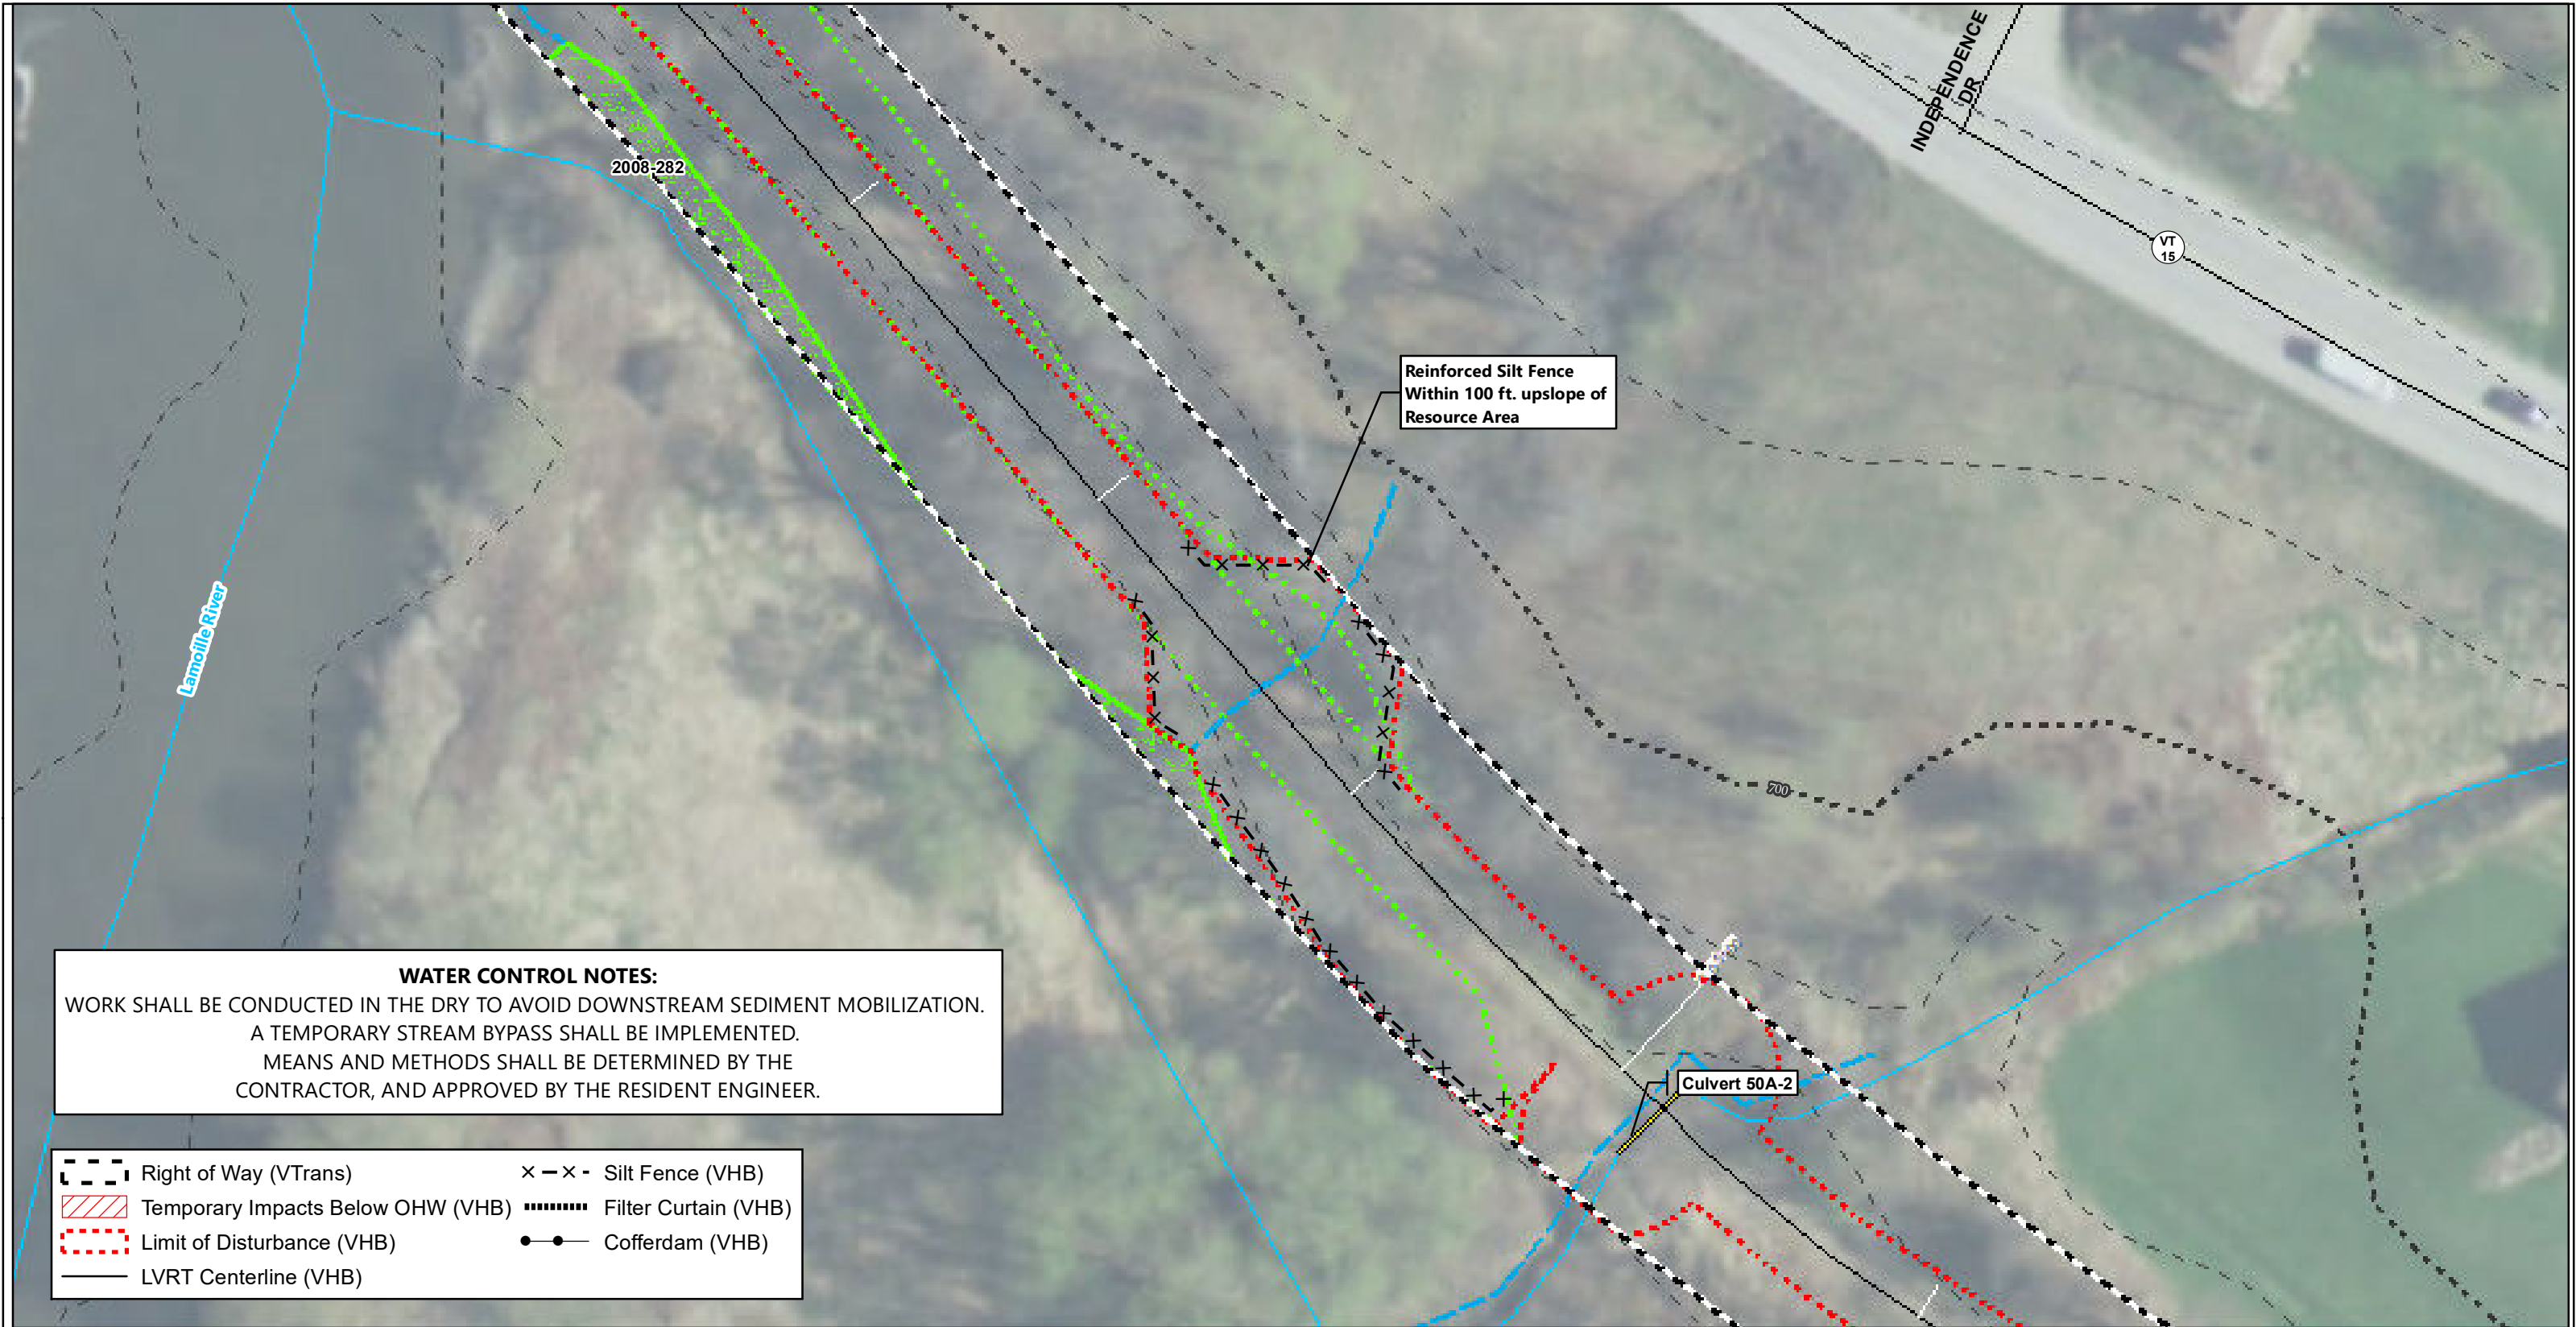 INDEPENDENCE
DR
VT
15
2008-282
Reinforced Silt Fence
Within 100 ft. upslope of
Resource Area
Lamoille River
700
WATER CONTROL NOTES:
WORK SHALL BE CONDUCTED IN THE DRY TO AVOID DOWNSTREAM SEDIMENT MOBILIZATION.
A TEMPORARY STREAM BYPASS SHALL BE IMPLEMENTED.
MEANS AND METHODS SHALL BE DETERMINED BY THE
CONTRACTOR, AND APPROVED BY THE RESIDENT ENGINEER.
Culvert 50A-2
Right of Way (VTrans)
Temporary Impacts Below OHW (VHB)
Limit of Disturbance (VHB)
LVRT Centerline (VHB)
Silt Fence (VHB)
Filter Curtain (VHB)
Cofferdam (VHB)